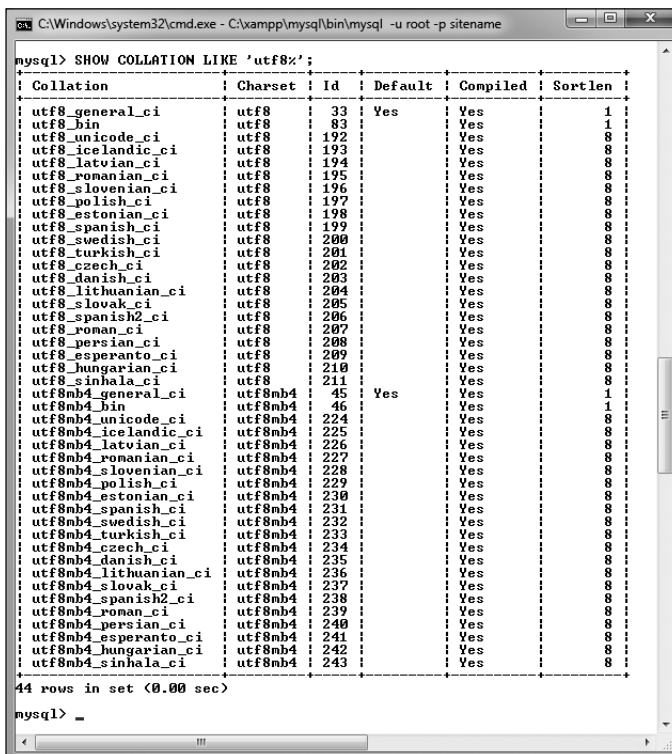 C:\Windows\system32\cmd.exe - C:\xampp\mysql\bin\mysql -u root -p sitename
mysql> SHOW COLLATION LIKE 'utf8%';
+----------------------+---------+-----+---------+----------+---------+
| Collation | Charset | Id | Default | Compiled | Sortlen |
+----------------------+---------+-----+---------+----------+---------+
| utf8_general_ci | utf8 | 33 | Yes | Yes | 1 |
| utf8_bin | utf8 | 83 | | Yes | 1 |
| utf8_unicode_ci | utf8 | 192 | | Yes | 8 |
| utf8_icelandic_ci | utf8 | 193 | | Yes | 8 |
| utf8_latvian_ci | utf8 | 194 | | Yes | 8 |
| utf8_romanian_ci | utf8 | 195 | | Yes | 8 |
| utf8_slovenian_ci | utf8 | 196 | | Yes | 8 |
| utf8_polish_ci | utf8 | 197 | | Yes | 8 |
| utf8_estonian_ci | utf8 | 198 | | Yes | 8 |
| utf8_spanish_ci | utf8 | 199 | | Yes | 8 |
| utf8_swedish_ci | utf8 | 200 | | Yes | 8 |
| utf8_turkish_ci | utf8 | 201 | | Yes | 8 |
| utf8_czech_ci | utf8 | 202 | | Yes | 8 |
| utf8_danish_ci | utf8 | 203 | | Yes | 8 |
| utf8_lithuanian_ci | utf8 | 204 | | Yes | 8 |
| utf8_slovak_ci | utf8 | 205 | | Yes | 8 |
| utf8_spanish2_ci | utf8 | 206 | | Yes | 8 |
| utf8_roman_ci | utf8 | 207 | | Yes | 8 |
| utf8_persian_ci | utf8 | 208 | | Yes | 8 |
| utf8_esperanto_ci | utf8 | 209 | | Yes | 8 |
| utf8_hungarian_ci | utf8 | 210 | | Yes | 8 |
| utf8_sinhala_ci | utf8 | 211 | | Yes | 8 |
| utf8mb4_general_ci | utf8mb4 | 45 | Yes | Yes | 1 |
| utf8mb4_bin | utf8mb4 | 46 | | Yes | 1 |
| utf8mb4_unicode_ci | utf8mb4 | 224 | | Yes | 8 |
| utf8mb4_icelandic_ci | utf8mb4 | 225 | | Yes | 8 |
| utf8mb4_latvian_ci | utf8mb4 | 226 | | Yes | 8 |
| utf8mb4_romanian_ci | utf8mb4 | 227 | | Yes | 8 |
| utf8mb4_slovenian_ci | utf8mb4 | 228 | | Yes | 8 |
| utf8mb4_polish_ci | utf8mb4 | 229 | | Yes | 8 |
| utf8mb4_estonian_ci | utf8mb4 | 230 | | Yes | 8 |
| utf8mb4_spanish_ci | utf8mb4 | 231 | | Yes | 8 |
| utf8mb4_swedish_ci | utf8mb4 | 232 | | Yes | 8 |
| utf8mb4_turkish_ci | utf8mb4 | 233 | | Yes | 8 |
| utf8mb4_czech_ci | utf8mb4 | 234 | | Yes | 8 |
| utf8mb4_danish_ci | utf8mb4 | 235 | | Yes | 8 |
| utf8mb4_lithuanian_ci | utf8mb4 | 236 | | Yes | 8 |
| utf8mb4_slovak_ci | utf8mb4 | 237 | | Yes | 8 |
| utf8mb4_spanish2_ci | utf8mb4 | 238 | | Yes | 8 |
| utf8mb4_roman_ci | utf8mb4 | 239 | | Yes | 8 |
| utf8mb4_persian_ci | utf8mb4 | 240 | | Yes | 8 |
| utf8mb4_esperanto_ci | utf8mb4 | 241 | | Yes | 8 |
| utf8mb4_hungarian_ci | utf8mb4 | 242 | | Yes | 8 |
| utf8mb4_sinhala_ci | utf8mb4 | 243 | | Yes | 8 |
+----------------------+---------+-----+---------+----------+---------+
44 rows in set (0.00 sec)
mysql> _